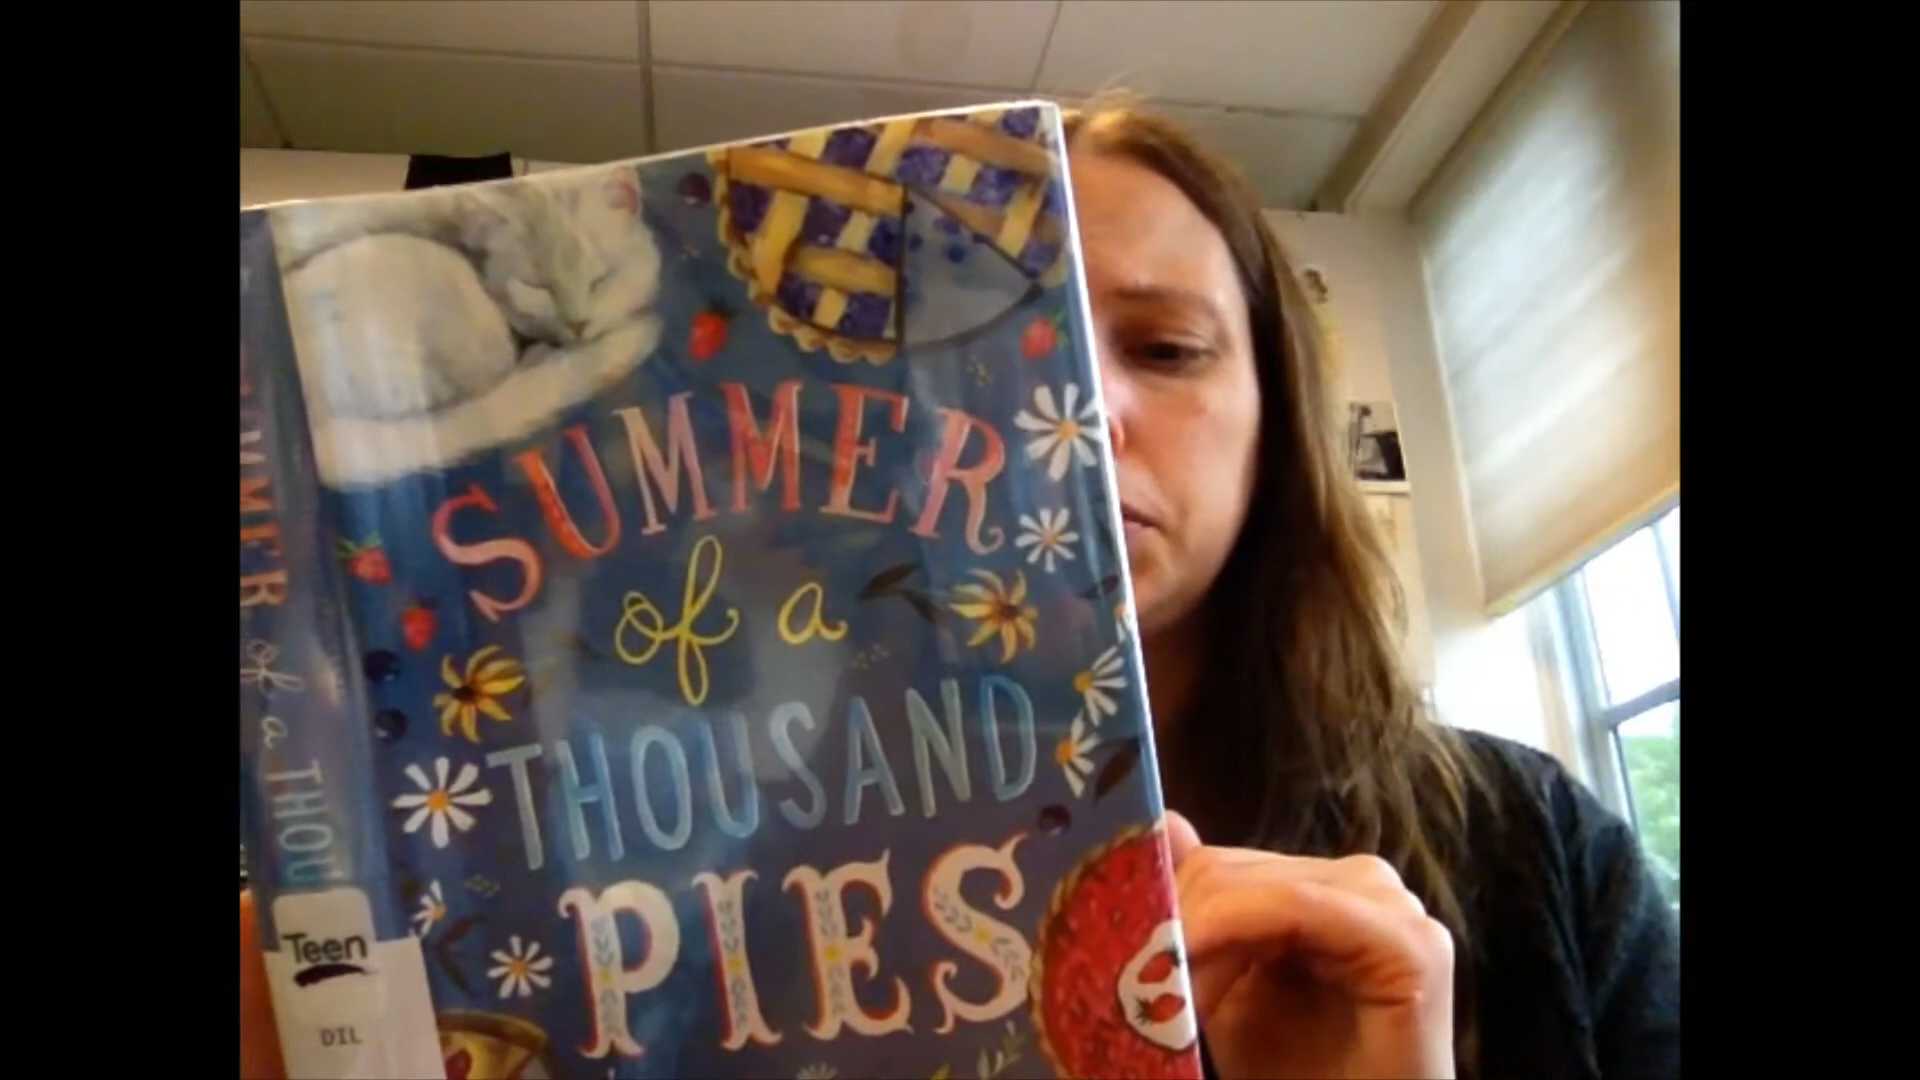 SUMMER
of a
THOUSAND
PIES
SUMMER of a THOU
Teen
DIL